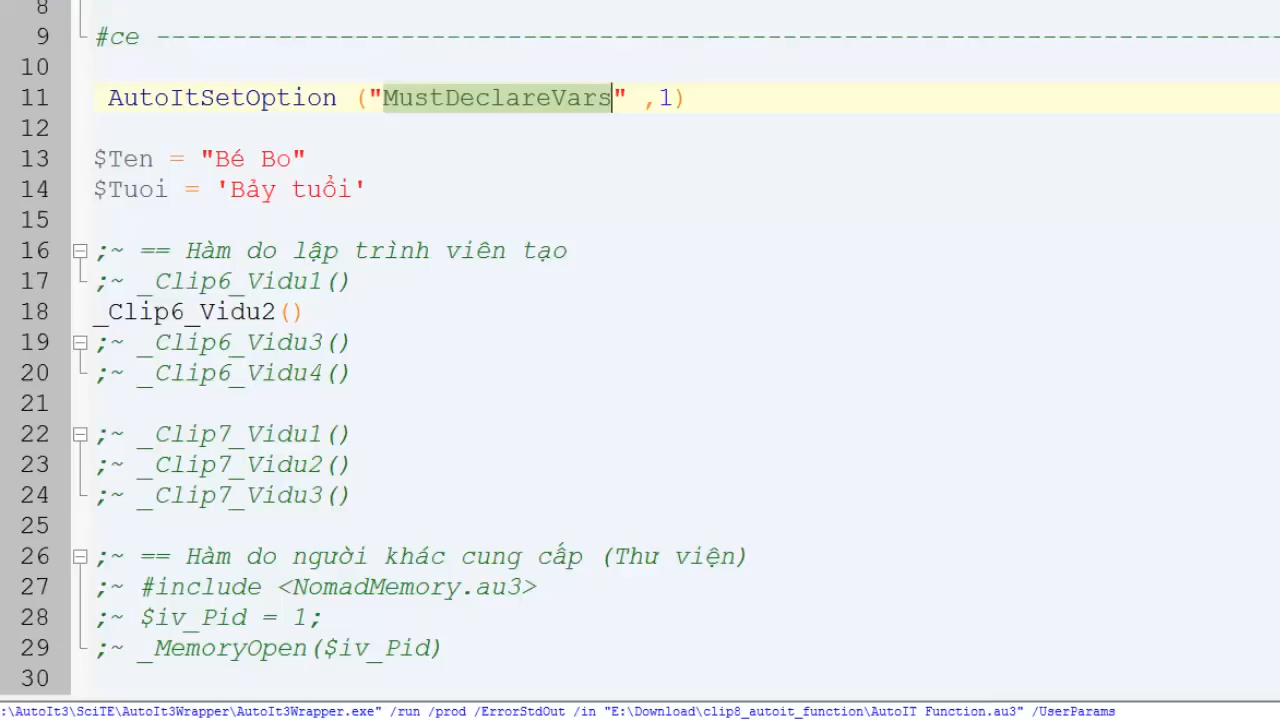 8
9 #ce ----------------------------------------------------------------------------
10
11 AutoItSetOption ("MustDeclareVars" ,1)
12
13 $Ten = "Bé Bo"
14 $Tuoi = 'Bảy tuổi'
15
16 ;~ == Hàm do lập trình viên tạo
17 ;~ _Clip6_Vidu1()
18 _Clip6_Vidu2()
19 ;~ _Clip6_Vidu3()
20 ;~ _Clip6_Vidu4()
21
22 ;~ _Clip7_Vidu1()
23 ;~ _Clip7_Vidu2()
24 ;~ _Clip7_Vidu3()
25
26 ;~ == Hàm do người khác cung cấp (Thư viện)
27 ;~ #include <NomadMemory.au3>
28 ;~ $iv_Pid = 1;
29 ;~ _MemoryOpen($iv_Pid)
30
:\AutoIt3\SciTE\AutoIt3Wrapper\AutoIt3Wrapper.exe" /run /prod /ErrorStdOut /in "E:\Download\clip8_autoit_function\AutoIT Function.au3" /UserParams